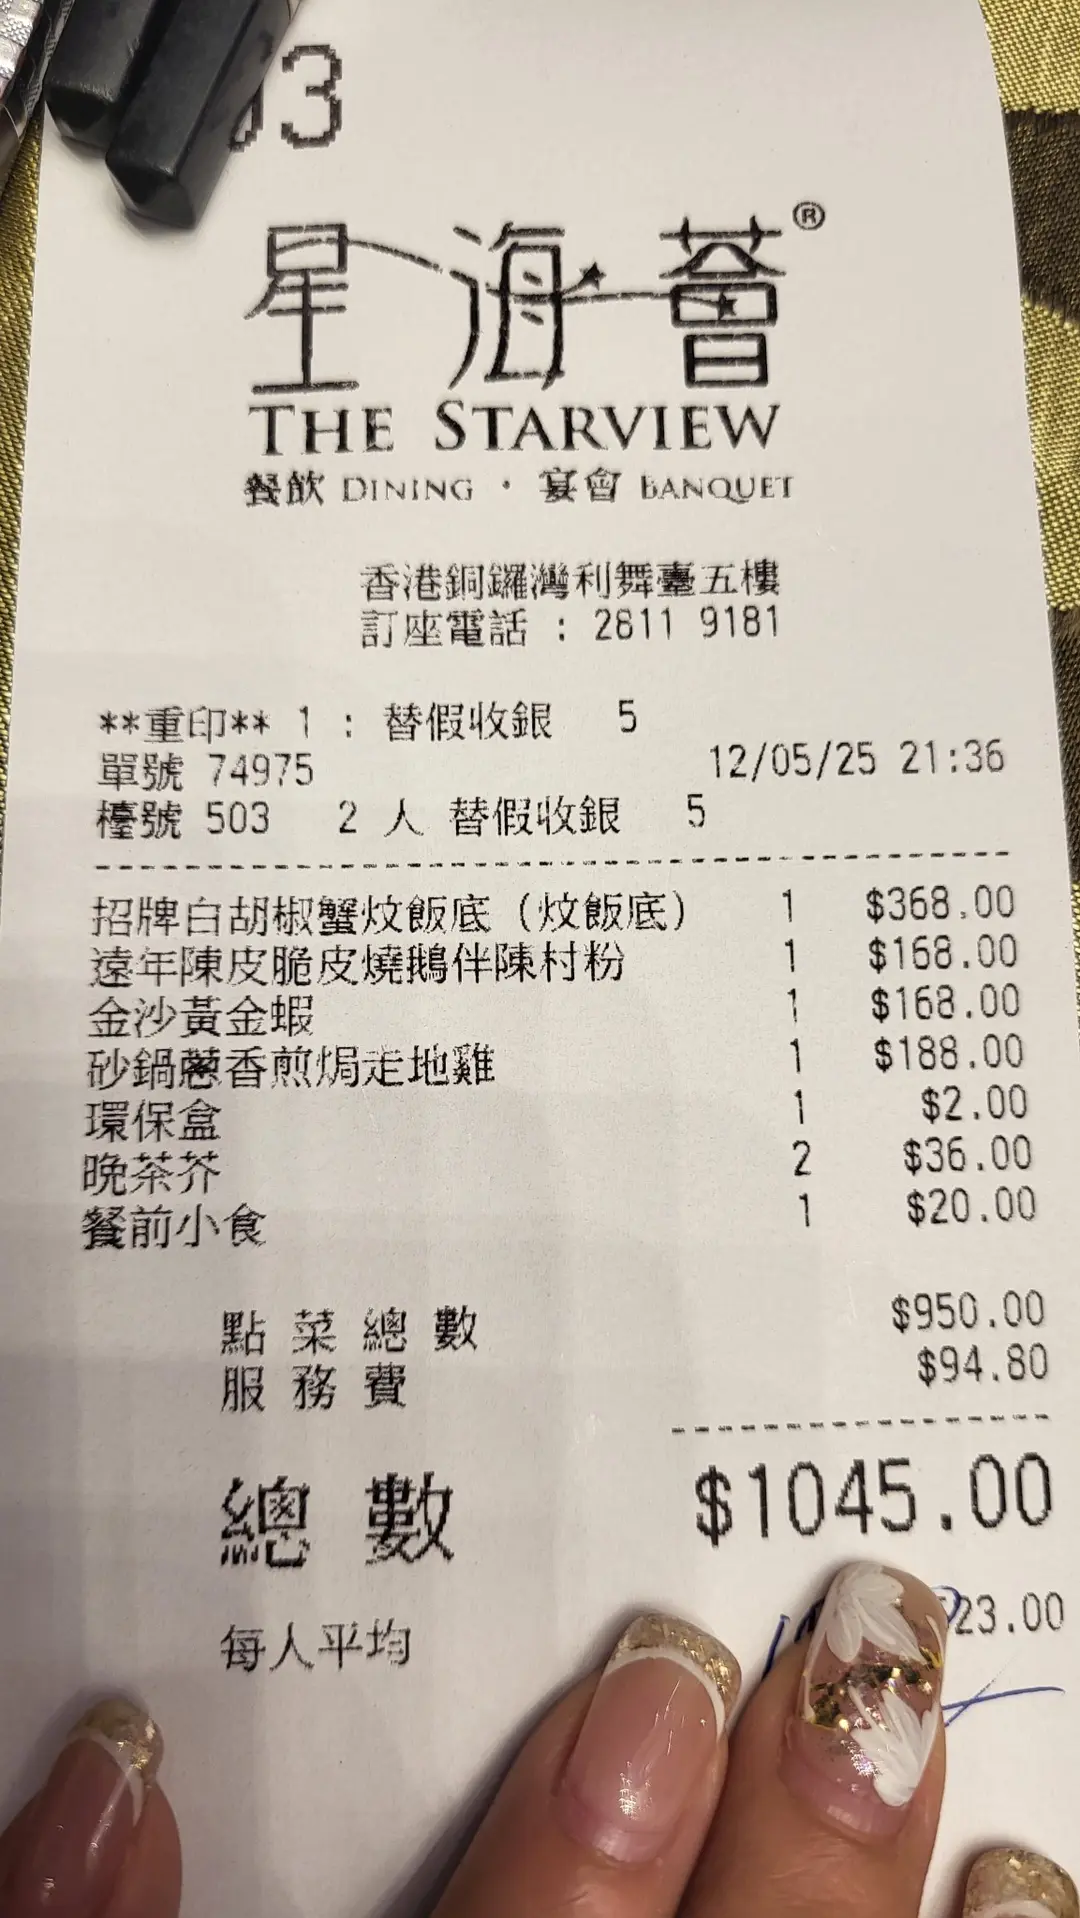 03
星海薈®
THE STARVIEW
餐飲 DINING · 宴會 BANQUET
香港銅鑼灣利舞臺五樓
訂座電話 : 2811 9181
**重印** 1 : 替假收銀 5
單號 74975 12/05/25 21:36
檯號 503 2 人 替假收銀 5
招牌白胡椒蟹炆飯底 (炆飯底) 1 $368.00
遠年陳皮脆皮燒鵝伴陳村粉 1 $168.00
金沙黃金蝦 1 $168.00
砂鍋蔥香煎焗走地雞 1 $188.00
環保盒 1 $2.00
晚茶芥 2 $36.00
餐前小食 1 $20.00
點菜總數 $950.00
服務費 $94.80
總數 $1045.00
每人平均 23.00